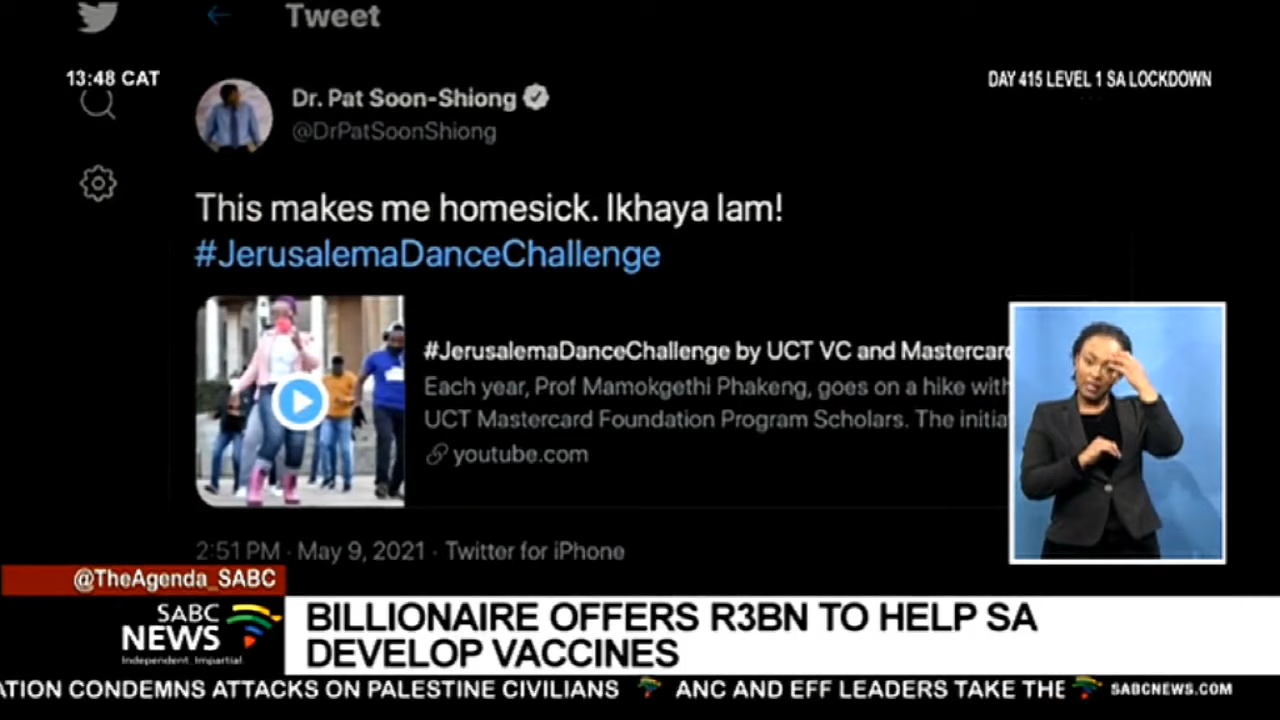 Tweet
13:48 CAT
DAY 415 LEVEL 1 SA LOCKDOWN
Dr. Pat Soon-Shiong
@DrPatSoonShiong
This makes me homesick. Ikhaya lam!
#JerusalemaDanceChallenge
#JerusalemaDanceChallenge by UCT VC and Mastercard
Each year, Prof Mamokgethi Phakeng, goes on a hike with
UCT Mastercard Foundation Program Scholars. The initia
youtube.com
2:51 PM · May 9, 2021 · Twitter for iPhone
@TheAgenda_SABC
SABC
NEWS
Independent. Impartial.
BILLIONAIRE OFFERS R3BN TO HELP SA
DEVELOP VACCINES
ATION CONDEMNS ATTACKS ON PALESTINE CIVILIANS ANC AND EFF LEADERS TAKE THE
SABCNEWS.COM